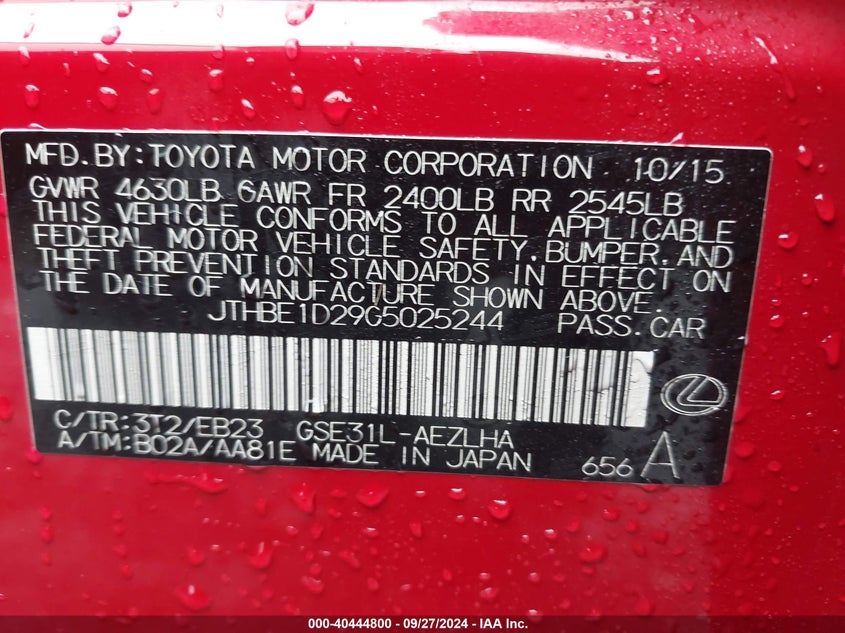 MFD.BY:TOYOTA MOTOR CORPORATION 10/15
GVWR 4630LB GAWR FR 2400LB RR 2545LB
THIS VEHICLE CONFORMS TO ALL APPLICABLE
FEDERAL MOTOR VEHICLE SAFETY,BUMPER,AND
THEFT PREVENTION STANDARDS IN EFFECT ON
THE DATE OF MANUFACTURE SHOWN ABOVE.
JTHBE1D29G5025244 PASS.CAR
C/TR:3T2/EB23 GSE31L-AEZLHA
A/TM:B02A/AA81E MADE IN JAPAN 656 A
000-40444800 - 09/27/2024 - IAA Inc.